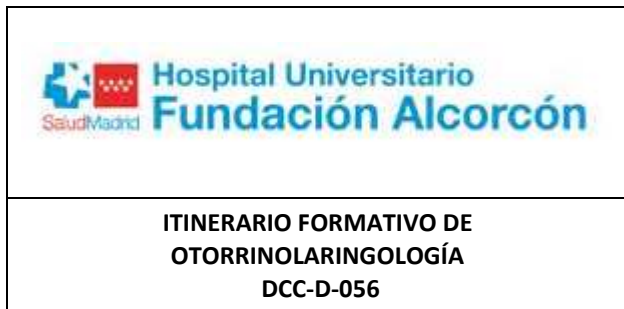 Hospital Universitario
Fundación Alcorcón
SaludMadrid
ITINERARIO FORMATIVO DE
OTORRINOLARINGOLOGÍA
DCC-D-056